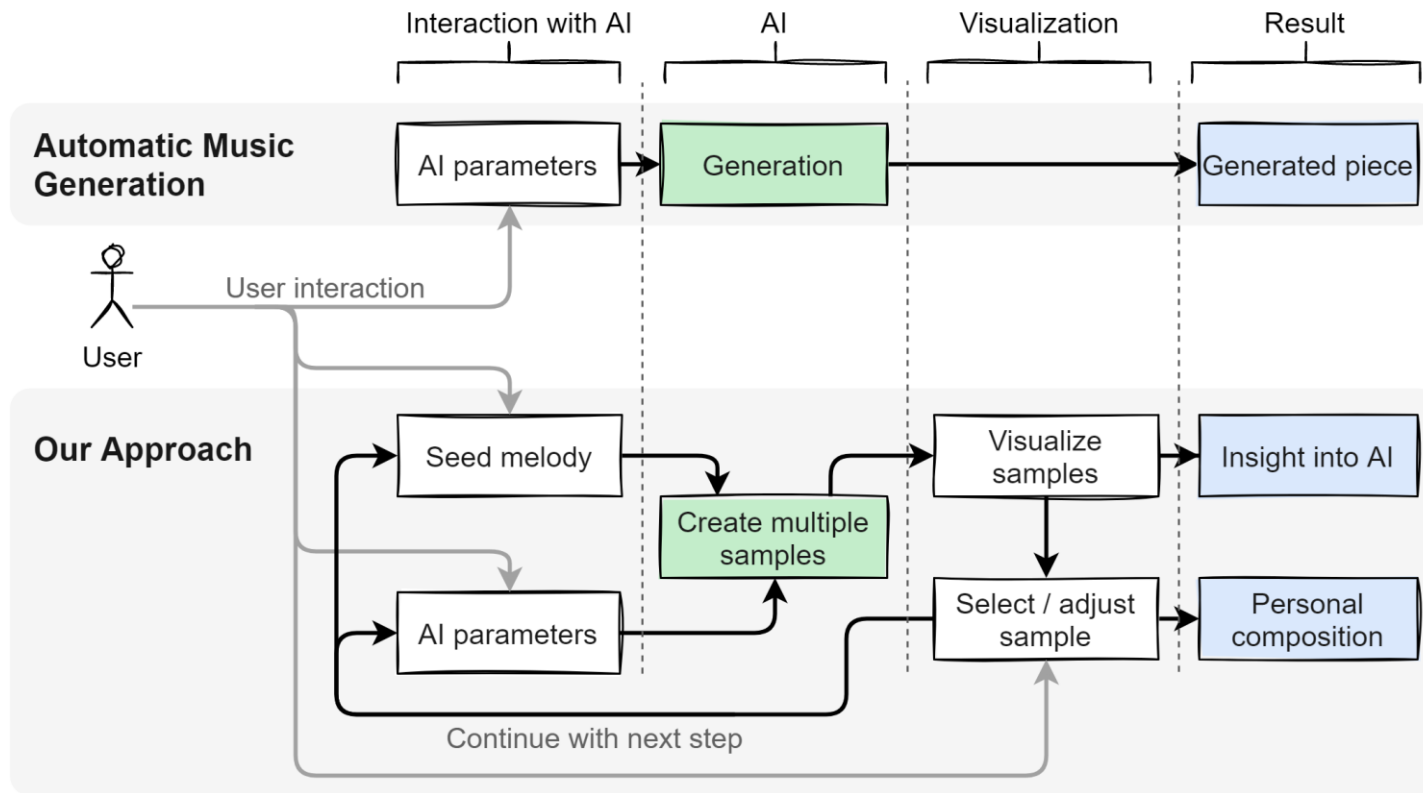 Interaction with AI
AI
Visualization
Result
Automatic Music
Generation
AI parameters
Generation
Generated piece
User interaction
User
Our Approach
Seed melody
Visualize
samples
Insight into AI
Create multiple
samples
AI parameters
Select / adjust
sample
Personal
composition
Continue with next step